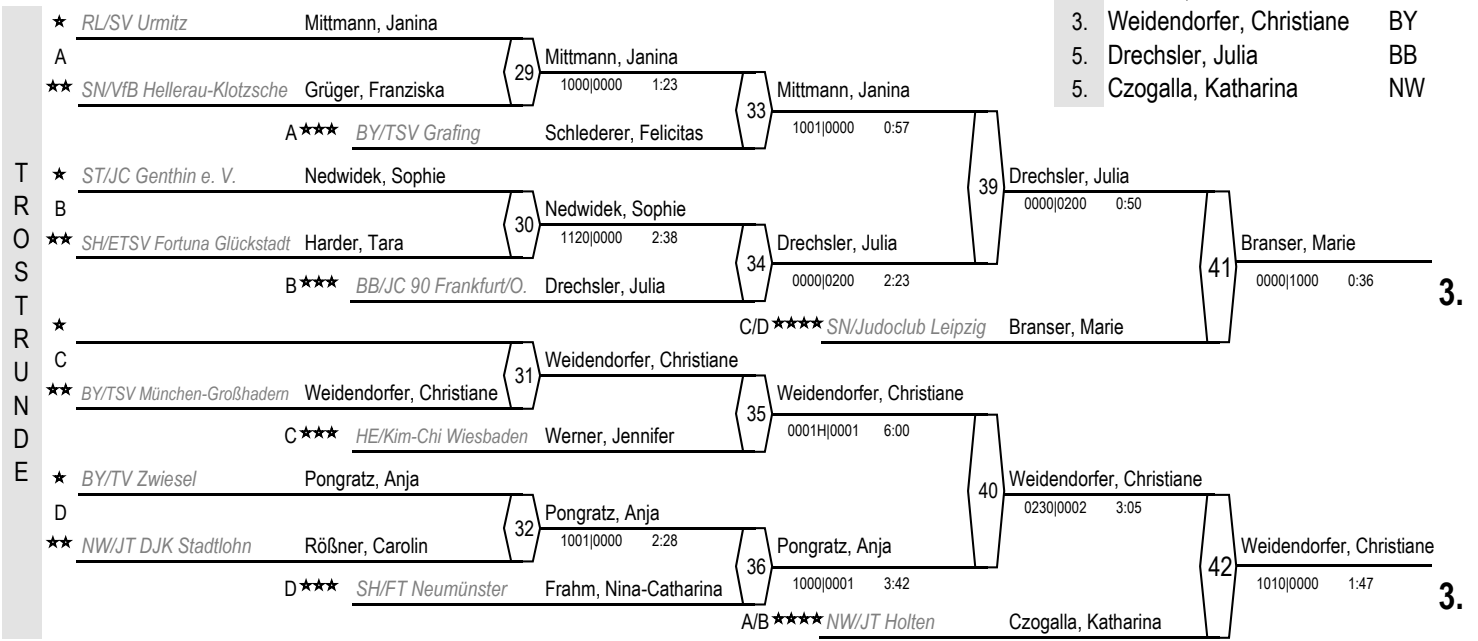 3. Weidendorfer, Christiane BY
5. Drechsler, Julia BB
5. Czogalla, Katharina NW
TROSTRUNDE
RL/SV Urmitz Mittmann, Janina
A
29
Mittmann, Janina
1000|0000 1:23
SN/VfB Hellerau-Klotzsche Grüger, Franziska
33
Mittmann, Janina
1001|0000 0:57
A BY/TSV Grafing Schlederer, Felicitas
39
Drechsler, Julia
0000|0200 0:50
ST/JC Genthin e. V. Nedwidek, Sophie
B
30
Nedwidek, Sophie
1120|0000 2:38
SH/ETSV Fortuna Glückstadt Harder, Tara
34
Drechsler, Julia
0000|0200 2:23
B BB/JC 90 Frankfurt/O. Drechsler, Julia
41
Branser, Marie
0000|1000 0:36
3.
C/D SN/Judoclub Leipzig Branser, Marie
C
31
Weidendorfer, Christiane
BY/TSV München-Großhadern Weidendorfer, Christiane
35
Weidendorfer, Christiane
0001H|0001 6:00
C HE/Kim-Chi Wiesbaden Werner, Jennifer
40
Weidendorfer, Christiane
0230|0002 3:05
BY/TV Zwiesel Pongratz, Anja
D
32
Pongratz, Anja
1001|0000 2:28
NW/JT DJK Stadtlohn Rößner, Carolin
36
Pongratz, Anja
1000|0001 3:42
D SH/FT Neumünster Frahm, Nina-Catharina
42
Weidendorfer, Christiane
1010|0000 1:47
3.
A/B NW/JT Holten Czogalla, Katharina